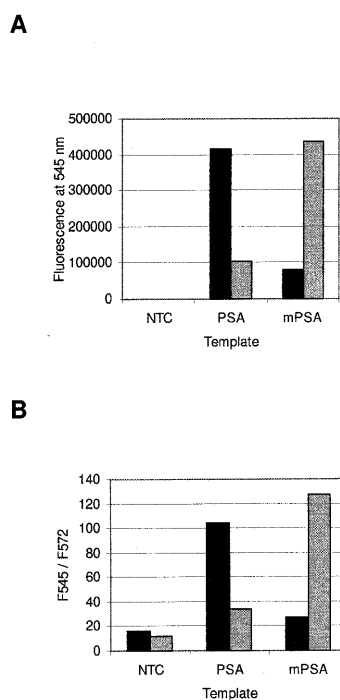 A
Fluorescence at 545 nm
500000
400000
300000
200000
100000
0
NTC PSA mPSA
Template
B
F545 / F572
140
120
100
80
60
40
20
0
NTC PSA mPSA
Template